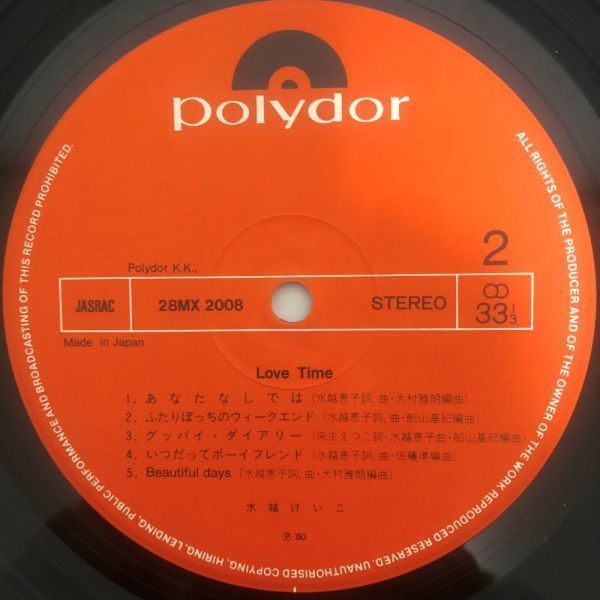 polydor
2
Polydor K.K.,
JASRAC
28MX 2008
STEREO
33 1/3
Made in Japan
Love Time
1. あなたなしでは (水越恵子詞, 曲・大村雅朗編曲)
2. ふたりぼっちのウィークエンド (水越恵子詞, 曲・船山基紀編曲)
3. グッバイ・ダイアリー (来生えつこ詞・水越恵子曲・船山基紀編曲)
4. いつだってボーイフレンド (水越恵子詞, 曲・佐藤準編曲)
5. Beautiful days (水越恵子詞, 曲・大村雅朗編曲)
水越けいこ
Ⓟ '80
ALL RIGHTS OF THE PRODUCER AND OF THE OWNER OF THE WORK REPRODUCED RESERVED. UNAUTHORISED COPYING, HIRING, LENDING, PUBLIC PERFORMANCE AND BROADCASTING OF THIS RECORD PROHIBITED.